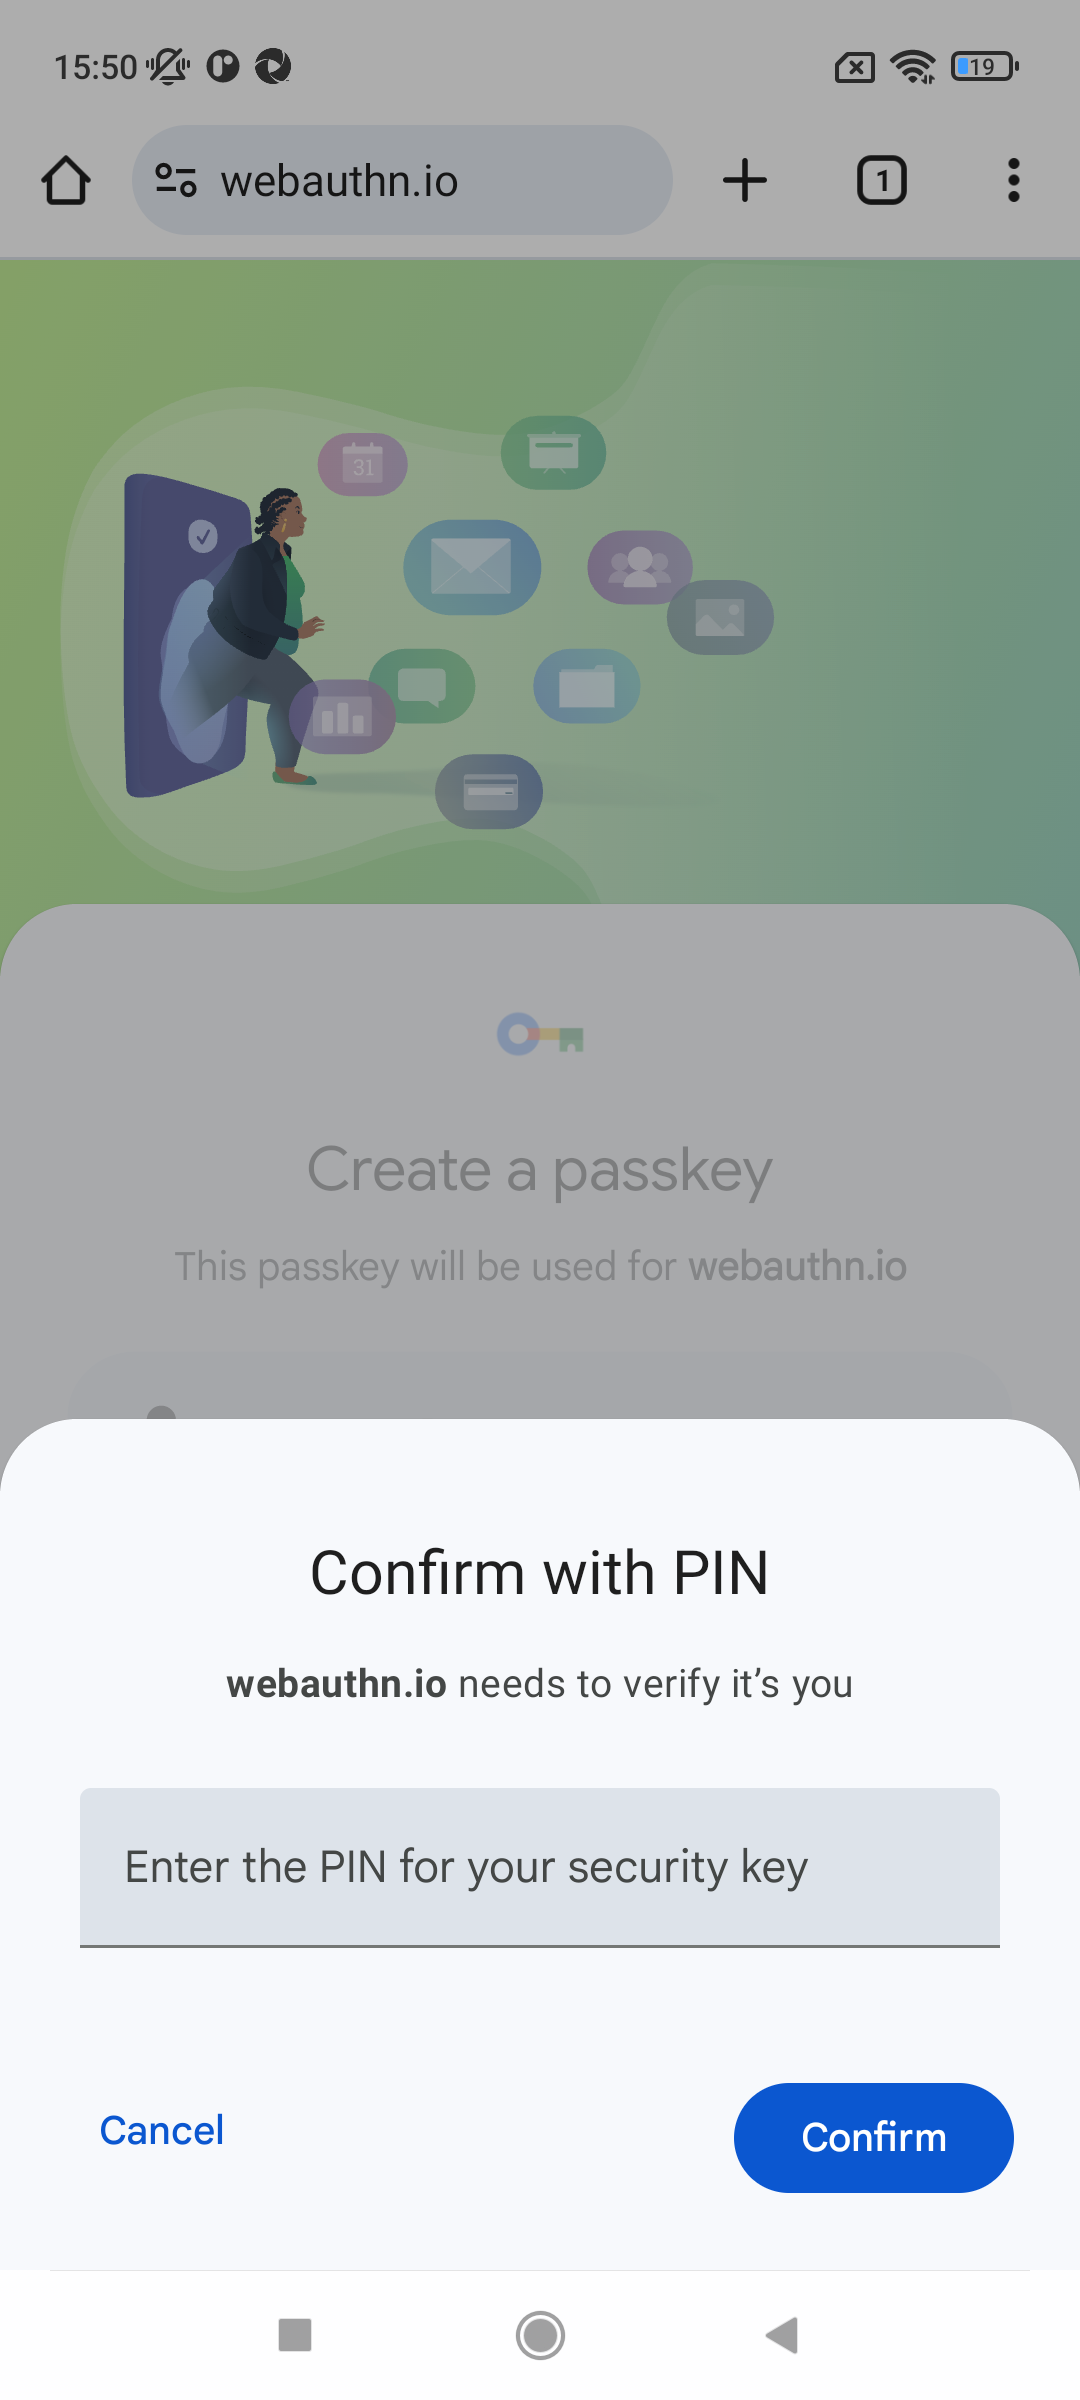 15:50
19
webauthn.io
1
31
Create a passkey
This passkey will be used for webauthn.io
Confirm with PIN
webauthn.io needs to verify it’s you
Enter the PIN for your security key
Cancel
Confirm